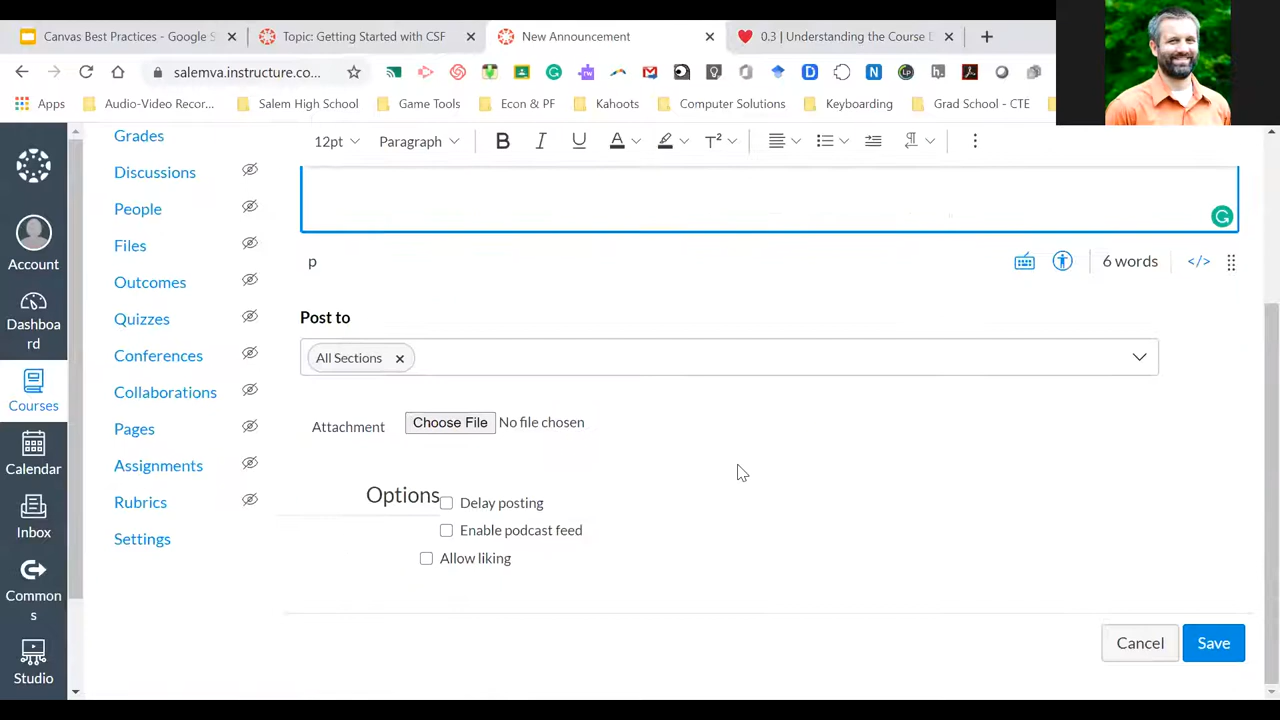 Canvas Best Practices - Google S
Topic: Getting Started with CSF
New Announcement
0.3 | Understanding the Course E
salemva.instructure.co...
Apps
Audio-Video Recor...
Salem High School
Game Tools
Econ & PF
Kahoots
Computer Solutions
Keyboarding
Grad School - CTE
Account
Dashboa
rd
Courses
Calendar
Inbox
Common
s
Studio
Grades
Discussions
People
Files
Outcomes
Quizzes
Conferences
Collaborations
Pages
Assignments
Rubrics
Settings
12pt
Paragraph
B I U A T²
p
6 words
</>
Post to
All Sections
Attachment
Choose File No file chosen
Options
Delay posting
Enable podcast feed
Allow liking
Cancel
Save